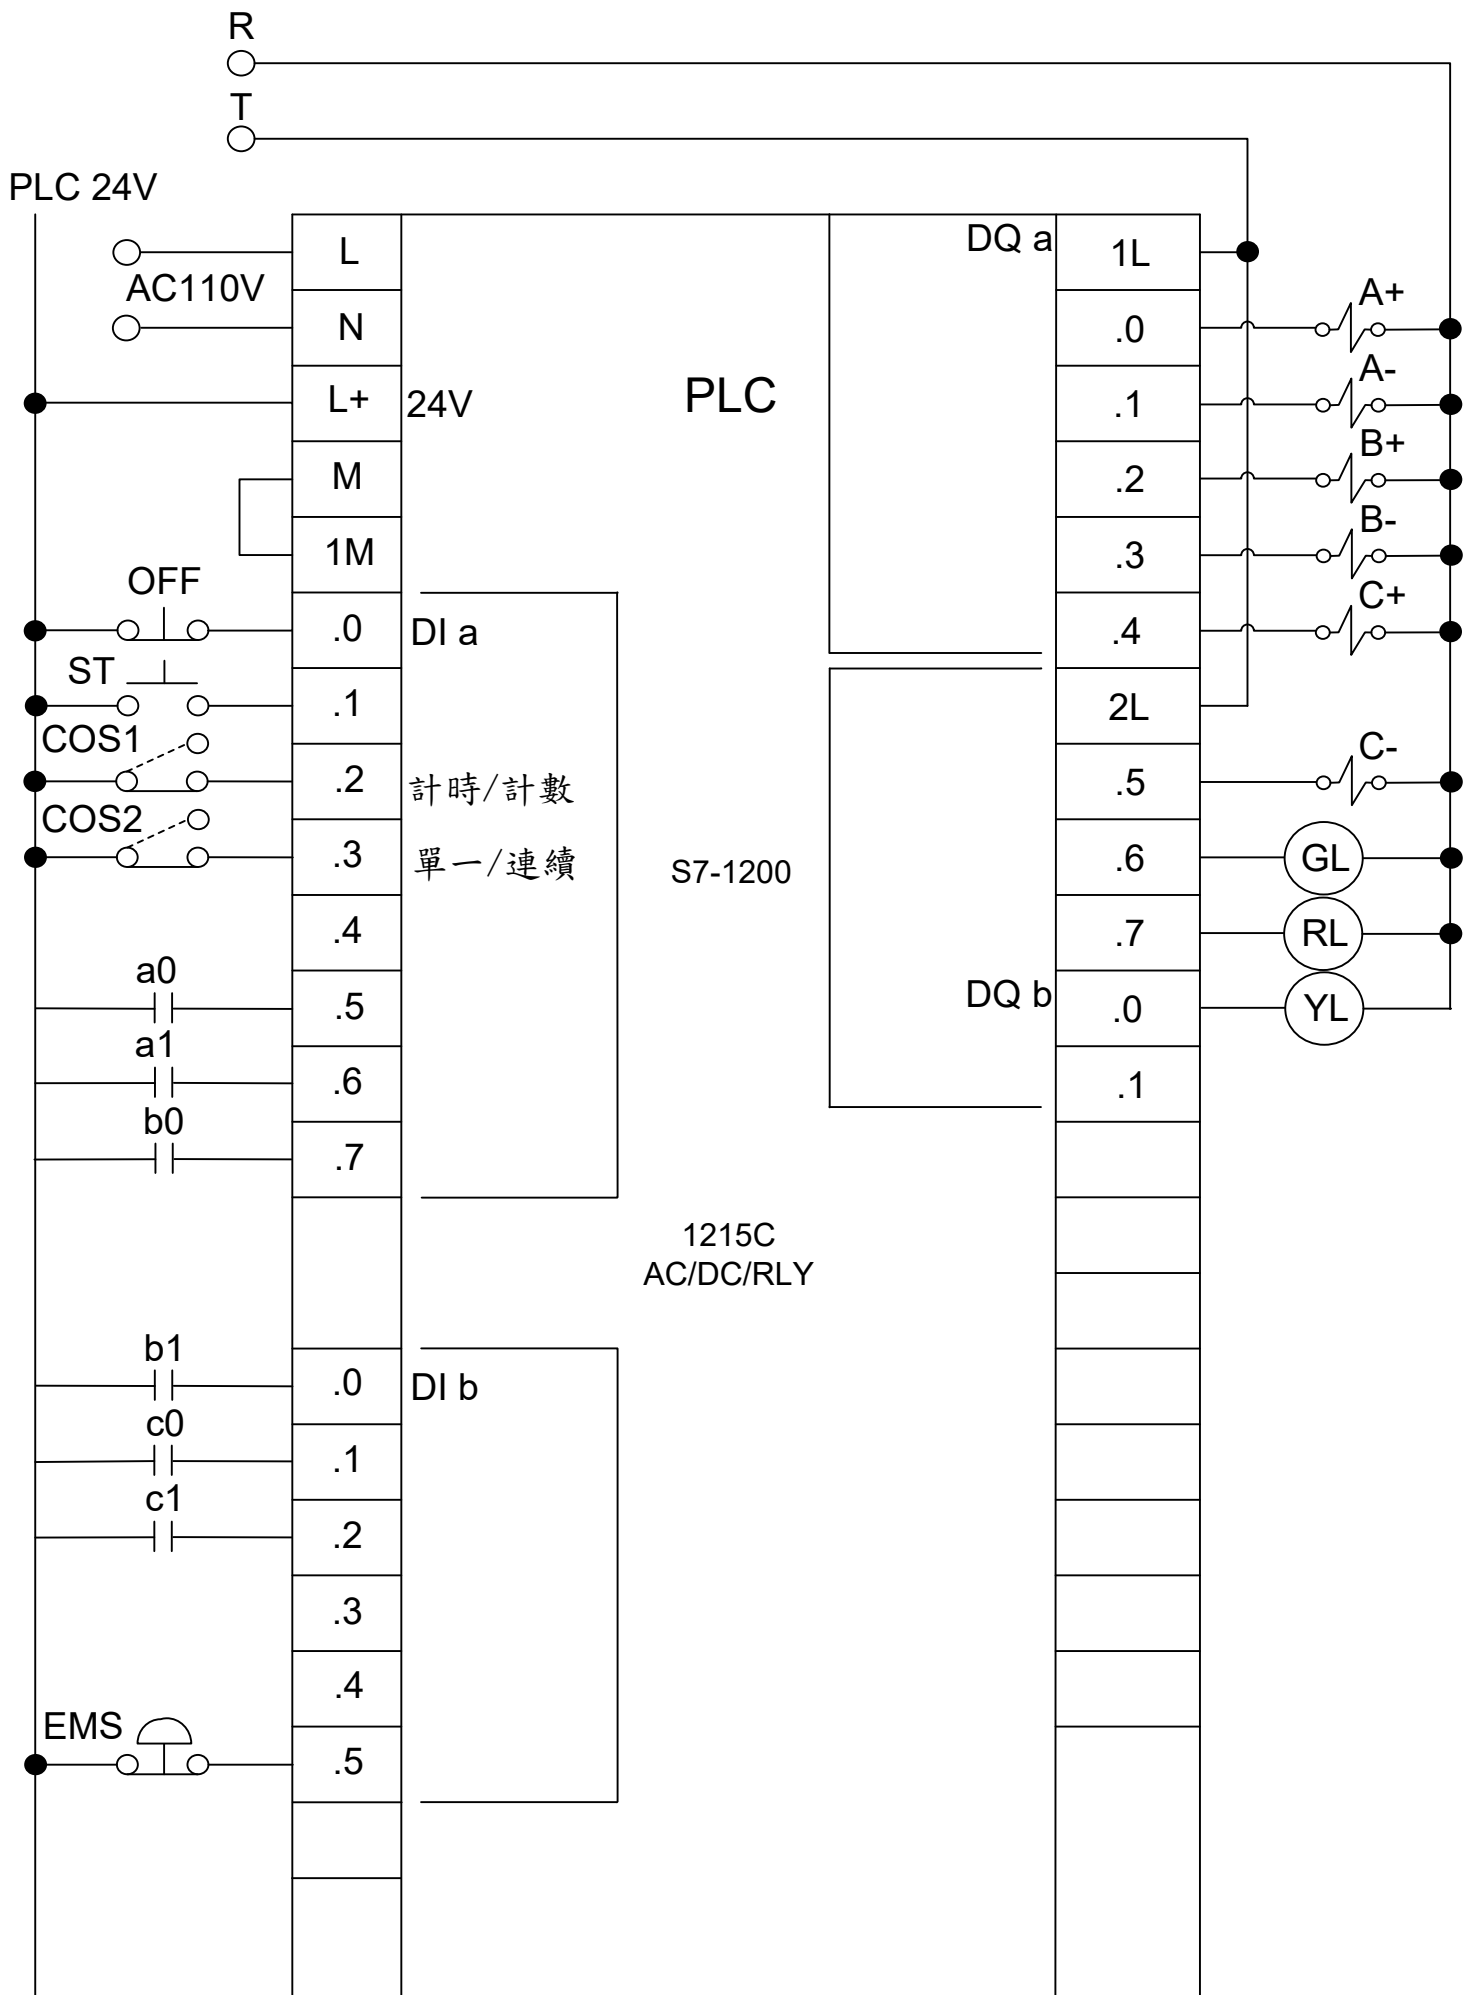 R
T
PLC 24V
L
DQ a
1L
AC110V
A+
N
.0
A-
L+
24V
PLC
.1
B+
M
.2
B-
1M
.3
OFF
C+
.0
DI a
.4
ST
.1
2L
COS1
C-
.2
計時/計數
.5
COS2
.3
單一/連續
S7-1200
.6
GL
.4
.7
RL
a0
.5
DQ b
.0
YL
a1
.6
.1
b0
.7
1215C
AC/DC/RLY
b1
.0
DI b
c0
.1
c1
.2
.3
.4
EMS
.5